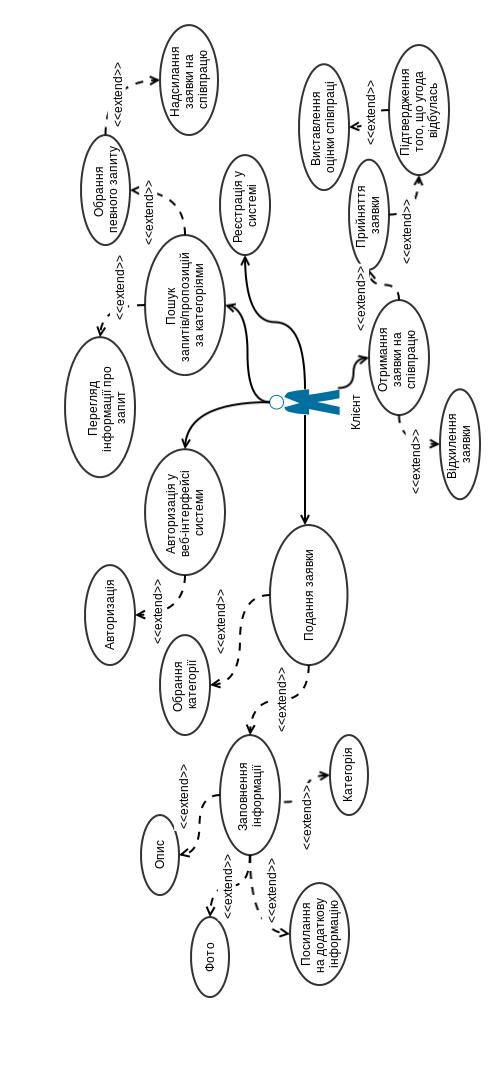 Надсилання
заявки на
співпрацю
<<extend>>
Обрання
певного запиту
<<extend>>
Пошук
запитів/пропозицій
за категоріями
<<extend>>
Перегляд
інформації про
запит
Реєстрація у
системі
Виставлення
оцінки співпраці
<<extend>>
Підтвердження
того, що угода
відбулась
<<extend>>
Прийняття
заявки
<<extend>>
Отримання
заявки на
співпрацю
<<extend>>
Відхилення
заявки
Клієнт
Авторизація у
веб-інтерфейсі
системи
<<extend>>
Авторизація
Подання заявки
<<extend>>
Обрання
категорії
<<extend>>
Заповнення
інформації
<<extend>>
Опис
<<extend>>
Категорія
<<extend>>
Фото
<<extend>>
Посилання
на додаткову
інформацію